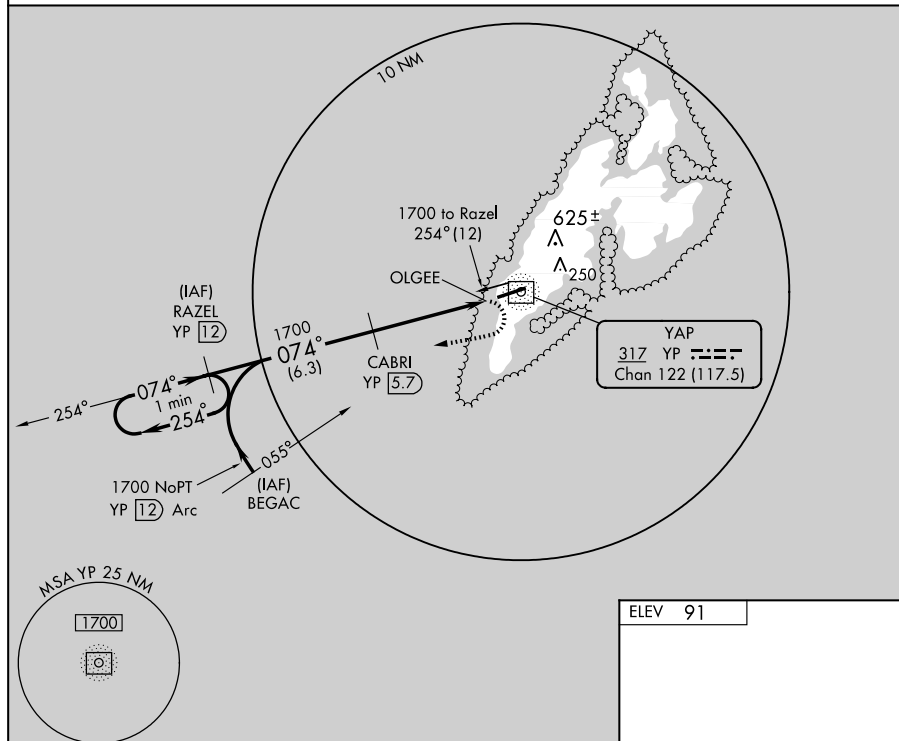 10 NM
1700 to Razel
254° (12)
625±
250
OLGEE
(IAF)
RAZEL
YP 12
1700
074°
(6.3)
CABRI
YP 5.7
YAP
317 YP
Chan 122 (117.5)
254°
074°
1 min
254°
055°
(IAF)
BEGAC
1700 NoPT
YP 12 Arc
MSA YP 25 NM
1700
ELEV 91